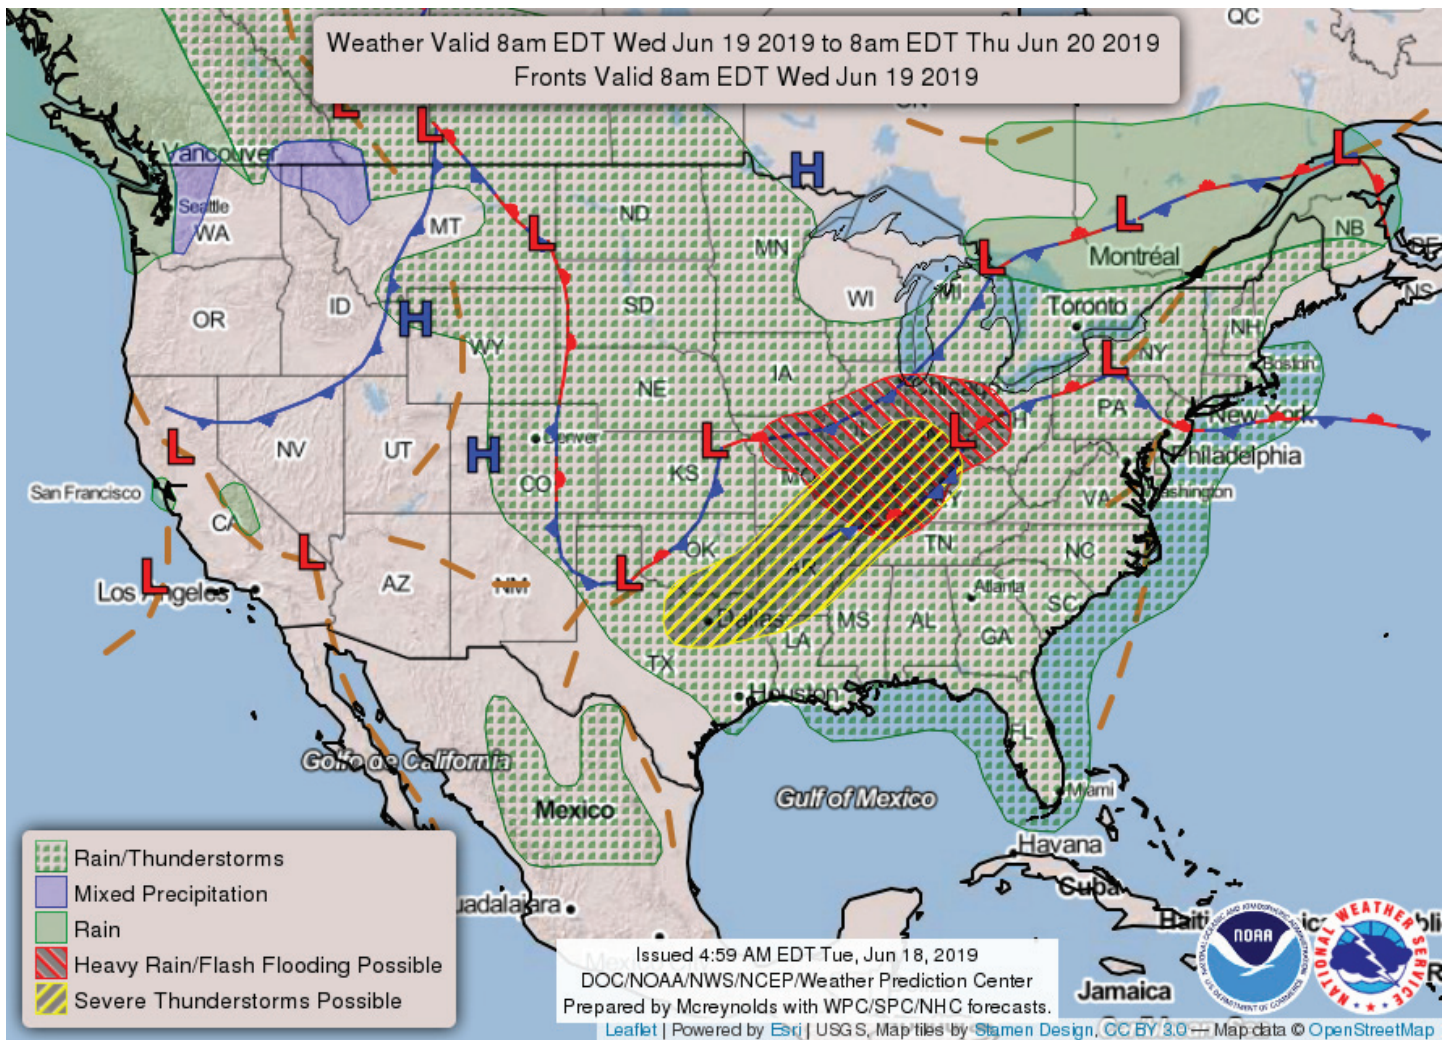 QC
Weather Valid 8am EDT Wed Jun 19 2019 to 8am EDT Thu Jun 20 2019
Fronts Valid 8am EDT Wed Jun 19 2019
L
L
L
Vancouver
H
Seattle
WA
MT
ND
MN
L
L
L
Montréal
NB
NS
OR
ID
H
WY
SD
WI
MI
Toronto
NH
NY
L
Boston
NE
IA
Chicago
PA
New York
Philadelphia
L
NV
UT
H
Denver
CO
KS
L
MO
L
OH
VA
Washington
San Francisco
CA
L
OK
AR
TN
NC
L
Los Angeles
AZ
NM
L
Dallas
MS
AL
Atlanta
SC
GA
LA
TX
Houston
FL
Golfo de California
Mexico
Gulf of Mexico
Miami
Havana
Cuba
Haiti
Jamaica
uadalajara
Rain/Thunderstorms
Mixed Precipitation
Rain
Heavy Rain/Flash Flooding Possible
Severe Thunderstorms Possible
Issued 4:59 AM EDT Tue, Jun 18, 2019
DOC/NOAA/NWS/NCEP/Weather Prediction Center
Prepared by Mcreynolds with WPC/SPC/NHC forecasts.
Leaflet | Powered by Esri | USGS, Map tiles by Stamen Design, CC BY 3.0 — Map data © OpenStreetMap
NOAA
NATIONAL WEATHER SERVICE